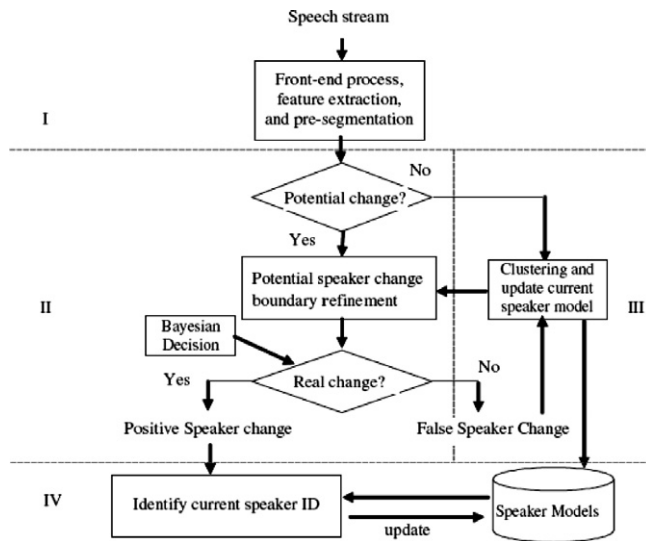 Speech stream
Front-end process,
feature extraction,
and pre-segmentation
I
No
Potential change?
Yes
Potential speaker change
boundary refinement
Clustering and
update current
speaker model
II
III
Bayesian
Decision
Yes
Real change?
No
Positive Speaker change
False Speaker Change
IV
Identify current speaker ID
update
Speaker Models